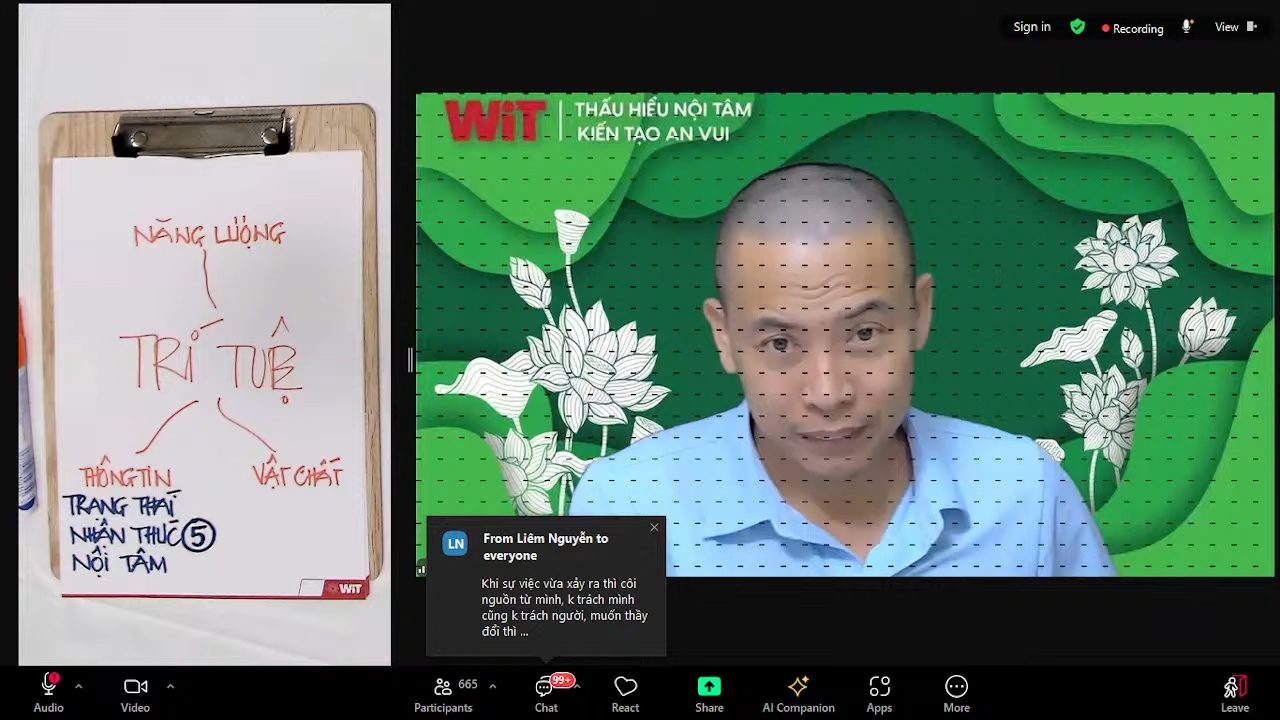 Sign in
Recording
View
WiT
THẤU HIỂU NỘI TÂM
KIẾN TẠO AN VUI
NĂNG LƯỢNG
TRÍ TUỆ
THÔNG TIN
VẬT CHẤT
TRẠNG THÁI
NHẬN THỨC 5
NỘI TÂM
WiT
LN
From Liêm Nguyễn to
everyone
Khi sự việc vừa xảy ra thì côi
nguồn từ mình, k trách mình
cũng k trách người, muốn thầy
đổi thì ...
Audio
Video
665
Participants
99+
Chat
React
Share
AI Companion
Apps
More
Leave